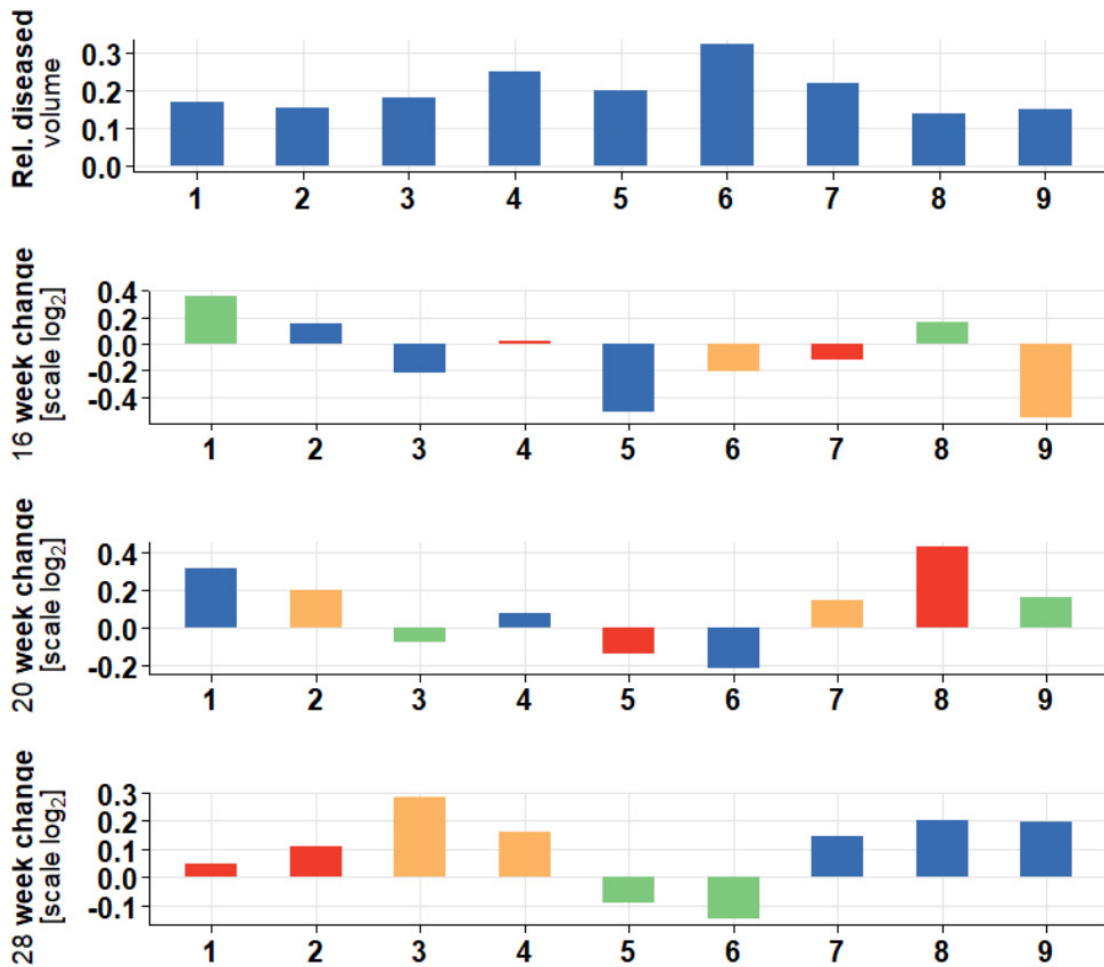 Rel. diseased
volume
0.3
0.2
0.1
0.0
1 2 3 4 5 6 7 8 9
16 week change
[scale log₂]
0.4
0.2
0.0
-0.2
-0.4
1 2 3 4 5 6 7 8 9
20 week change
[scale log₂]
0.4
0.2
0.0
-0.2
1 2 3 4 5 6 7 8 9
28 week change
[scale log₂]
0.3
0.2
0.1
0.0
-0.1
1 2 3 4 5 6 7 8 9